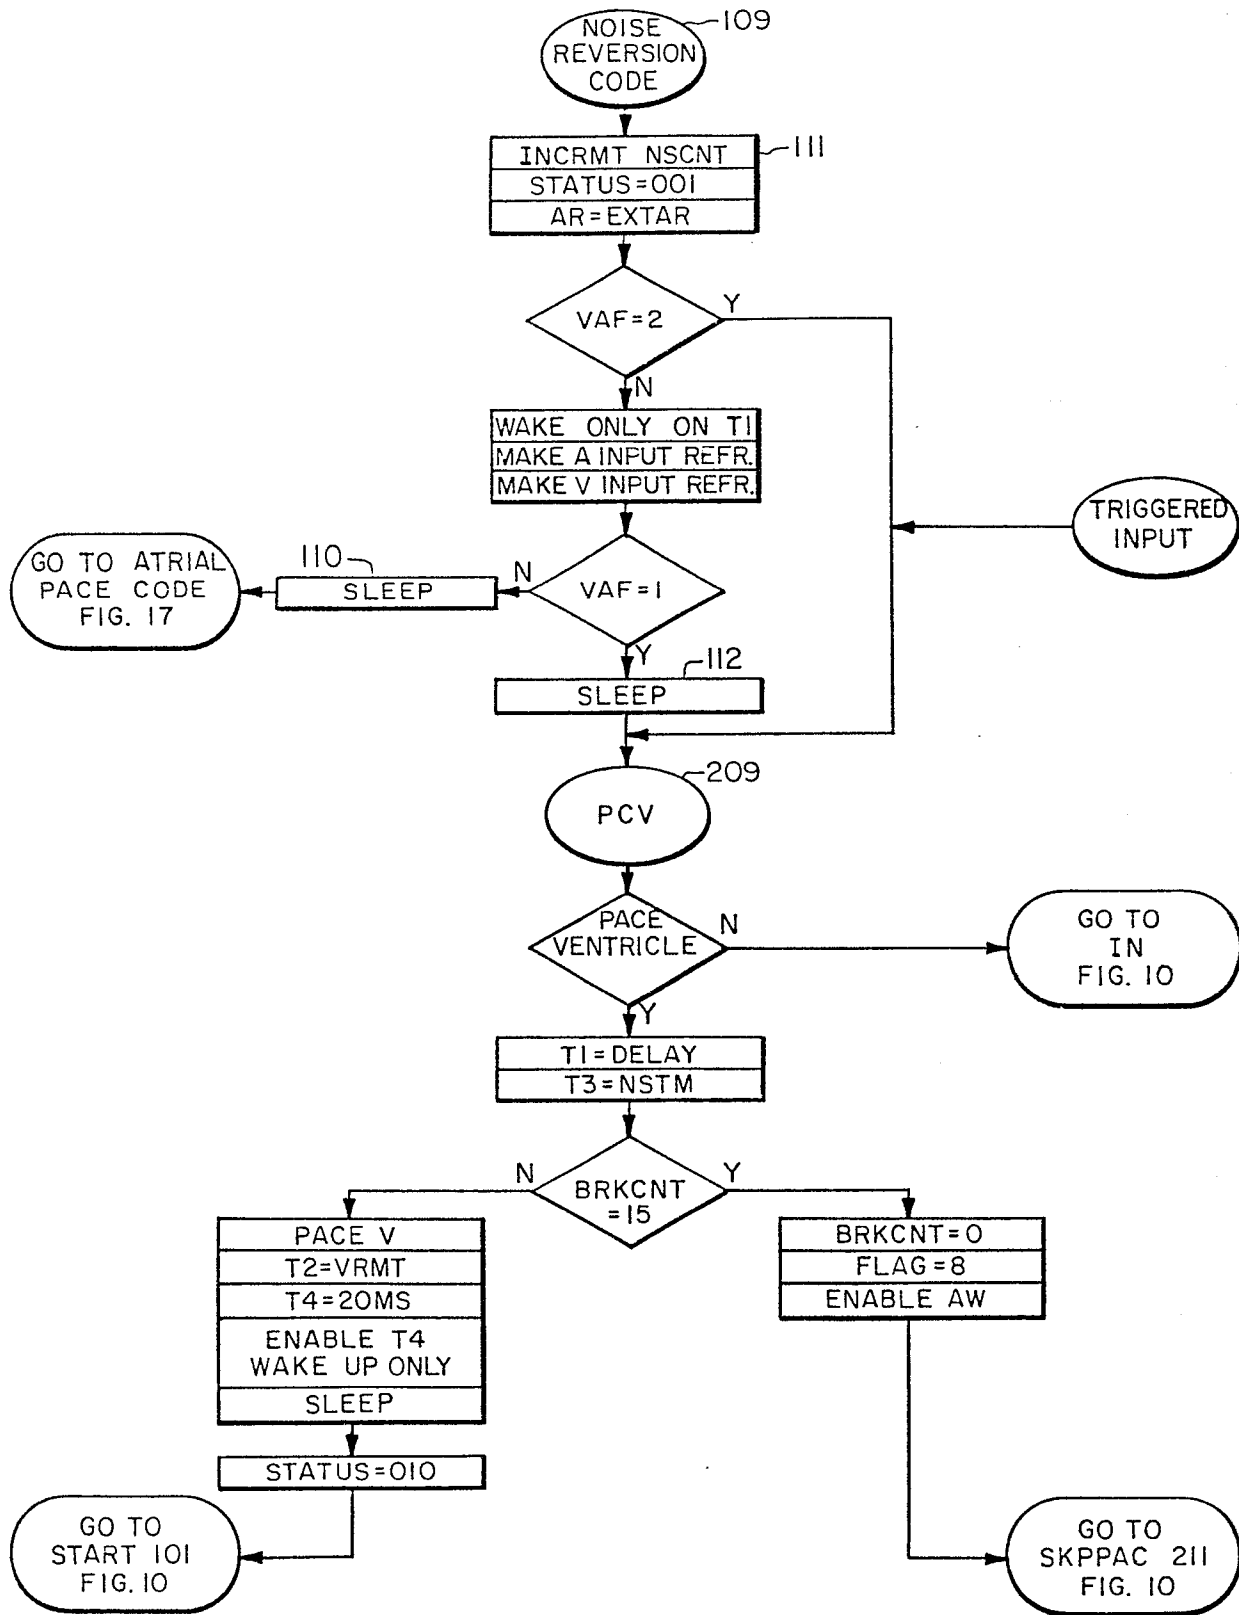 NOISE
REVERSION
CODE
109
INCRMT NSCNT
STATUS=001
AR=EXTAR
111
VAF=2
Y
N
WAKE ONLY ON T1
MAKE A INPUT REFR.
MAKE V INPUT REFR.
TRIGGERED
INPUT
GO TO ATRIAL
PACE CODE
FIG. 17
110
SLEEP
N
VAF=1
Y
112
SLEEP
209
PCV
PACE
VENTRICLE
N
GO TO
IN
FIG. 10
Y
T1=DELAY
T3=NSTM
N
BRKCNT
=15
Y
PACE V
T2=VRMT
T4=20MS
ENABLE T4
WAKE UP ONLY
SLEEP
STATUS=010
BRKCNT=0
FLAG=8
ENABLE AW
GO TO
START 101
FIG. 10
GO TO
SKPPAC 211
FIG. 10